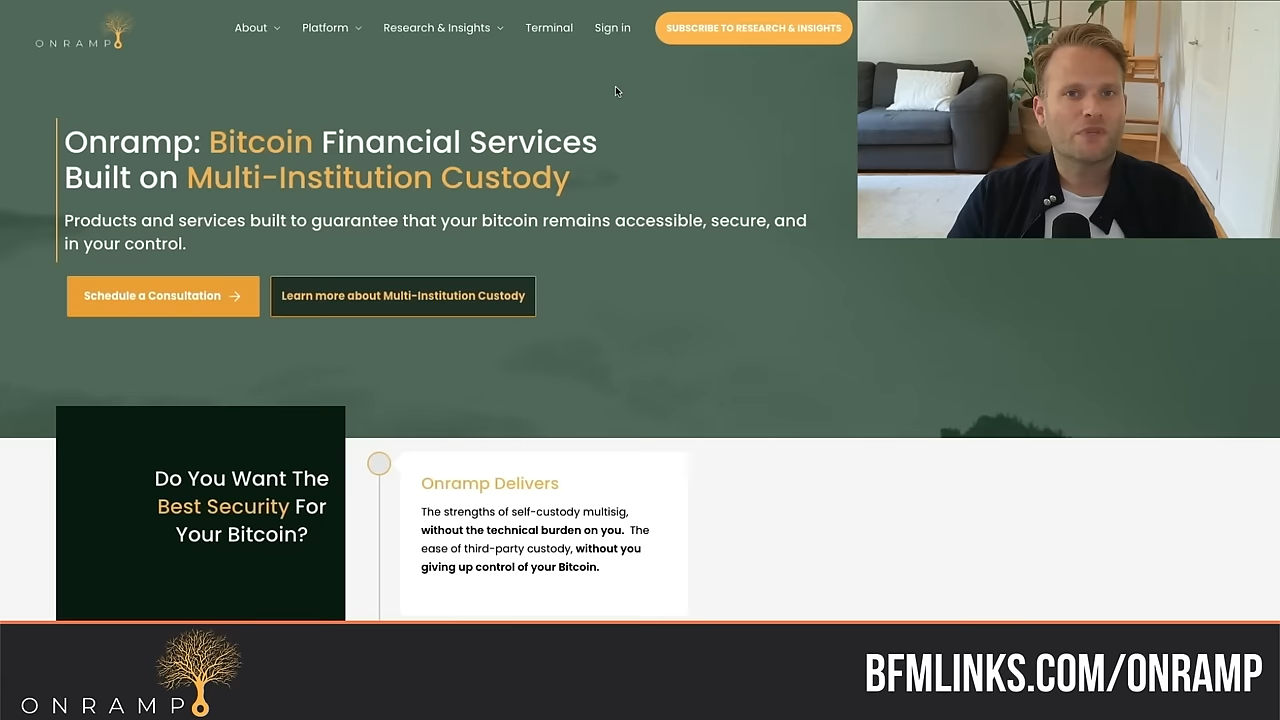 ONRAMP
About
Platform
Research & Insights
Terminal
Sign in
SUBSCRIBE TO RESEARCH & INSIGHTS
Onramp: Bitcoin Financial Services
Built on Multi-Institution Custody
Products and services built to guarantee that your bitcoin remains accessible, secure, and
in your control.
Schedule a Consultation
Learn more about Multi-Institution Custody
Do You Want The
Best Security For
Your Bitcoin?
Onramp Delivers
The strengths of self-custody multisig,
without the technical burden on you. The
ease of third-party custody, without you
giving up control of your Bitcoin.
ONRAMP
BFMLINKS.COM/ONRAMP